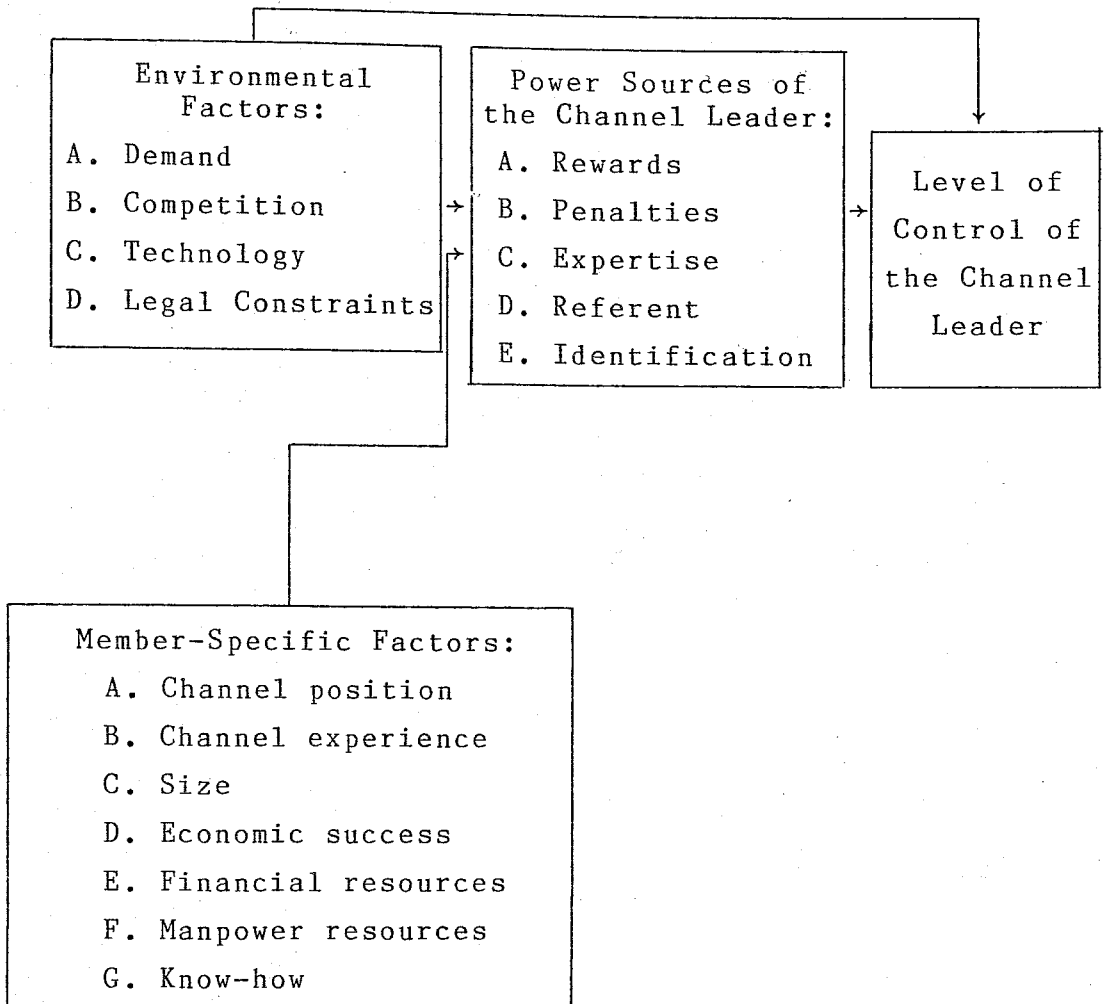 Environmental
Factors:
A. Demand
B. Competition
C. Technology
D. Legal Constraints
Power Sources of
the Channel Leader:
A. Rewards
B. Penalties
C. Expertise
D. Referent
E. Identification
Level of
Control of
the Channel
Leader
Member-Specific Factors:
A. Channel position
B. Channel experience
C. Size
D. Economic success
E. Financial resources
F. Manpower resources
G. Know-how